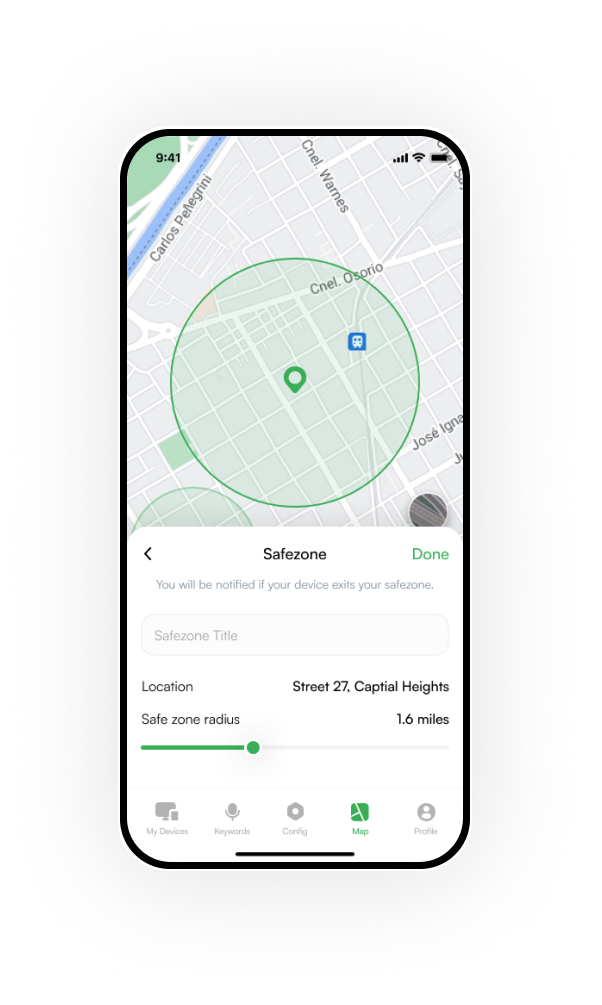 9:41
Cnel. Warnes
Carlos Pellegrini
Cnel. Osorio
José Igna
Safezone
Done
You will be notified if your device exits your safezone.
Safezone Title
Location
Street 27, Captial Heights
Safe zone radius
1.6 miles
My Devices
Keywords
Config
Map
Profile